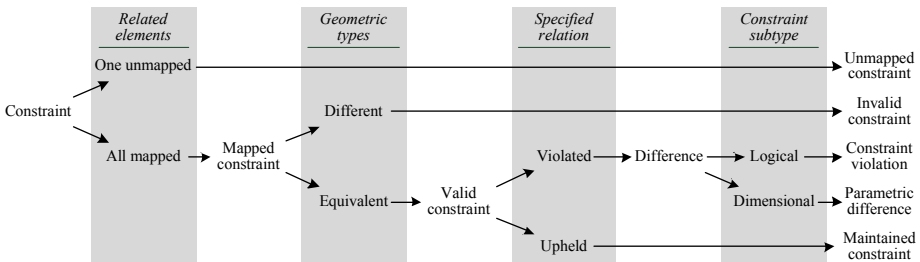 Related
elements
Geometric
types
Specified
relation
Constraint
subtype
One unmapped
Unmapped
constraint
Constraint
Different
Invalid
constraint
All mapped
Mapped
constraint
Violated
Difference
Logical
Constraint
violation
Equivalent
Valid
constraint
Dimensional
Parametric
difference
Upheld
Maintained
constraint